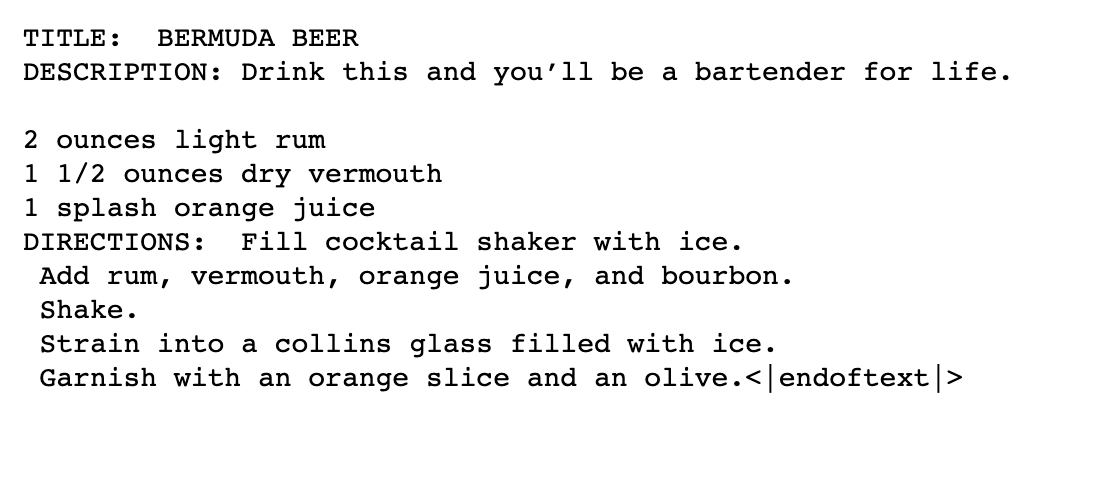 TITLE:  BERMUDA BEER
DESCRIPTION: Drink this and you’ll be a bartender for life.
2 ounces light rum
1 1/2 ounces dry vermouth
1 splash orange juice
DIRECTIONS:  Fill cocktail shaker with ice.
Add rum, vermouth, orange juice, and bourbon.
Shake.
Strain into a collins glass filled with ice.
Garnish with an orange slice and an olive.<|endoftext|>